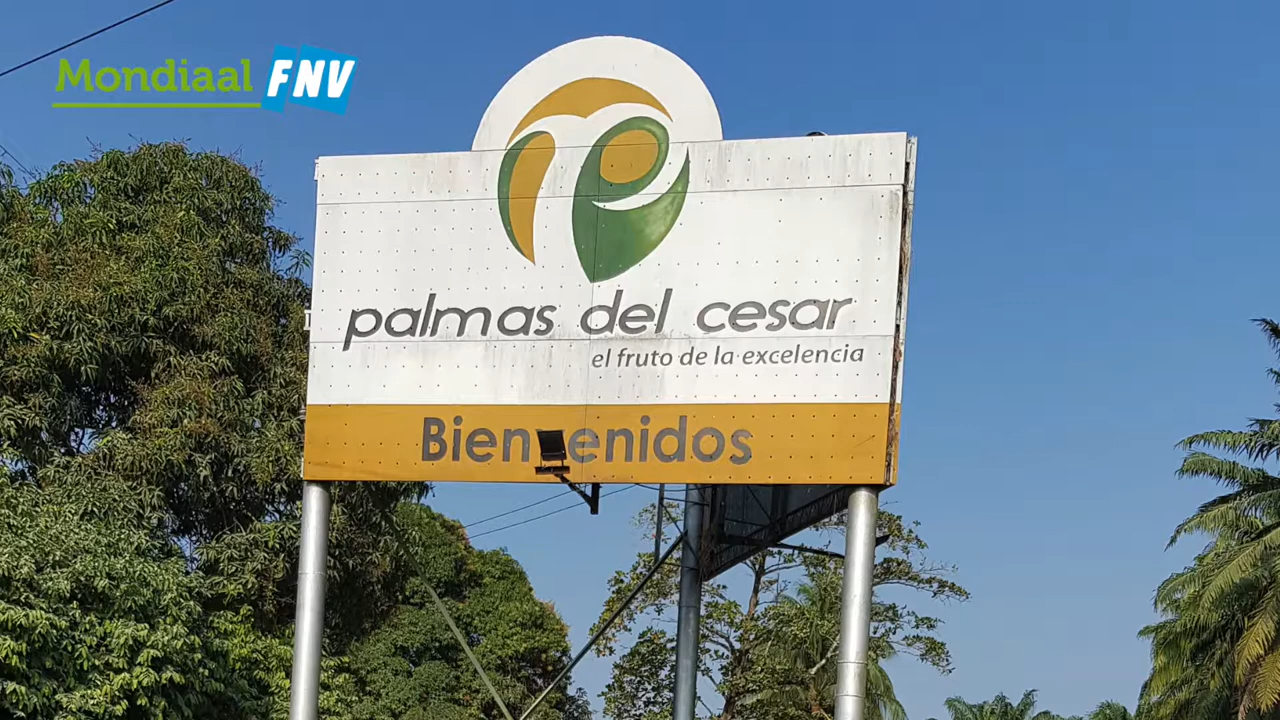 Mondiaal FNV
palmas del cesar
el fruto de la excelencia
Bienvenidos